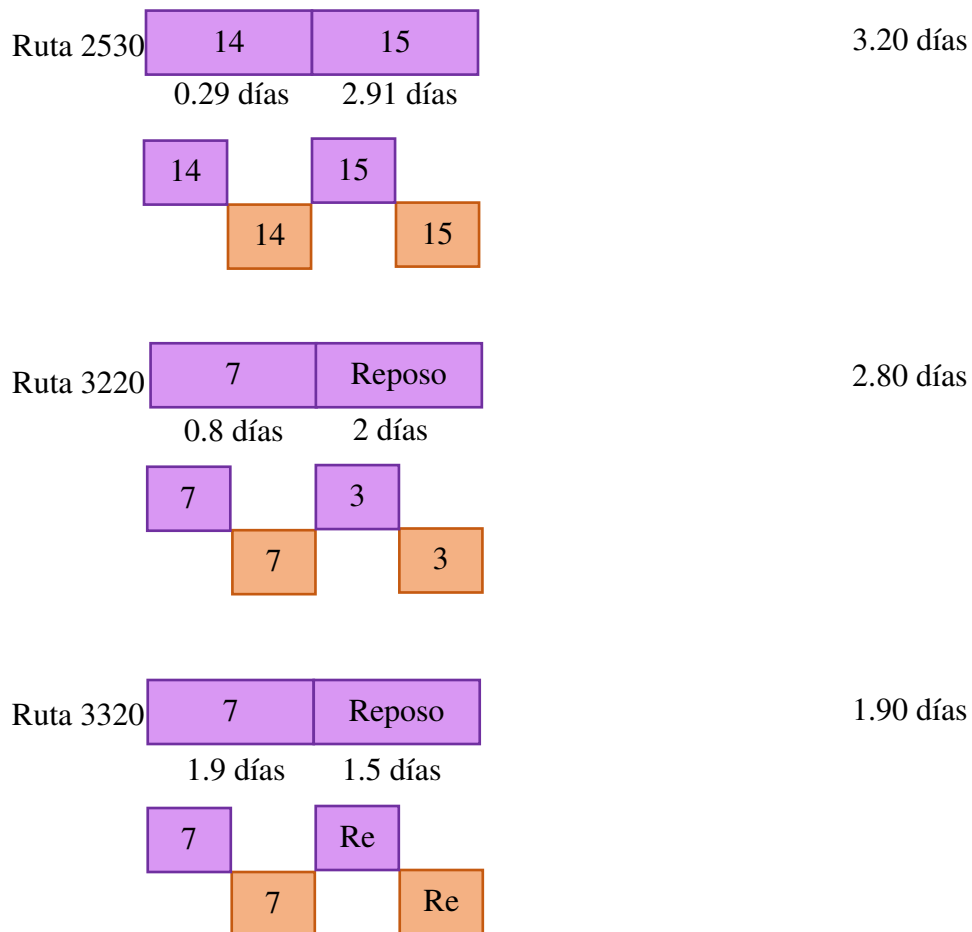 Ruta 2530 14 15 3.20 días
0.29 días 2.91 días
14 15
14 15
Ruta 3220 7 Reposo 2.80 días
0.8 días 2 días
7 3
7 3
Ruta 3320 7 Reposo 1.90 días
1.9 días 1.5 días
7 Re
7 Re